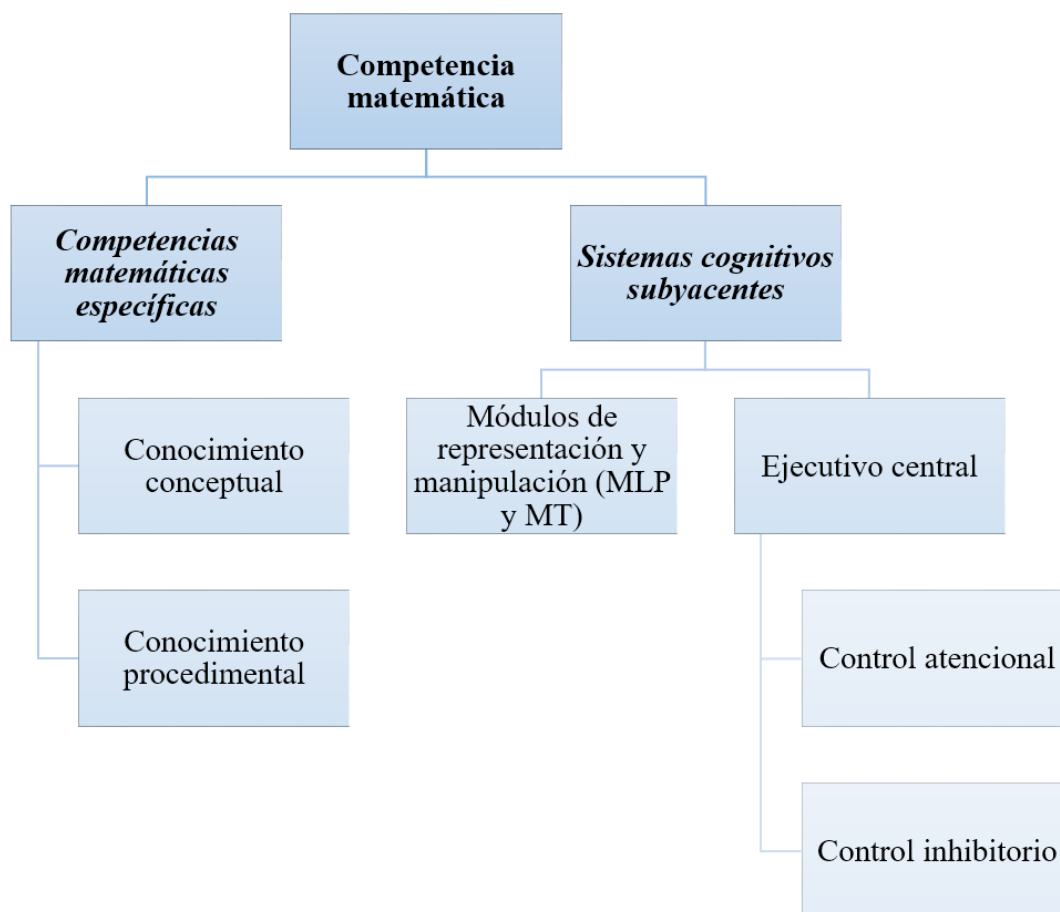 Competencia
matemática
Competencias
matemáticas
específicas
Sistemas cognitivos
subyacentes
Conocimiento
conceptual
Módulos de
representación y
manipulación (MLP
y MT)
Ejecutivo central
Conocimiento
procedimental
Control atencional
Control inhibitorio